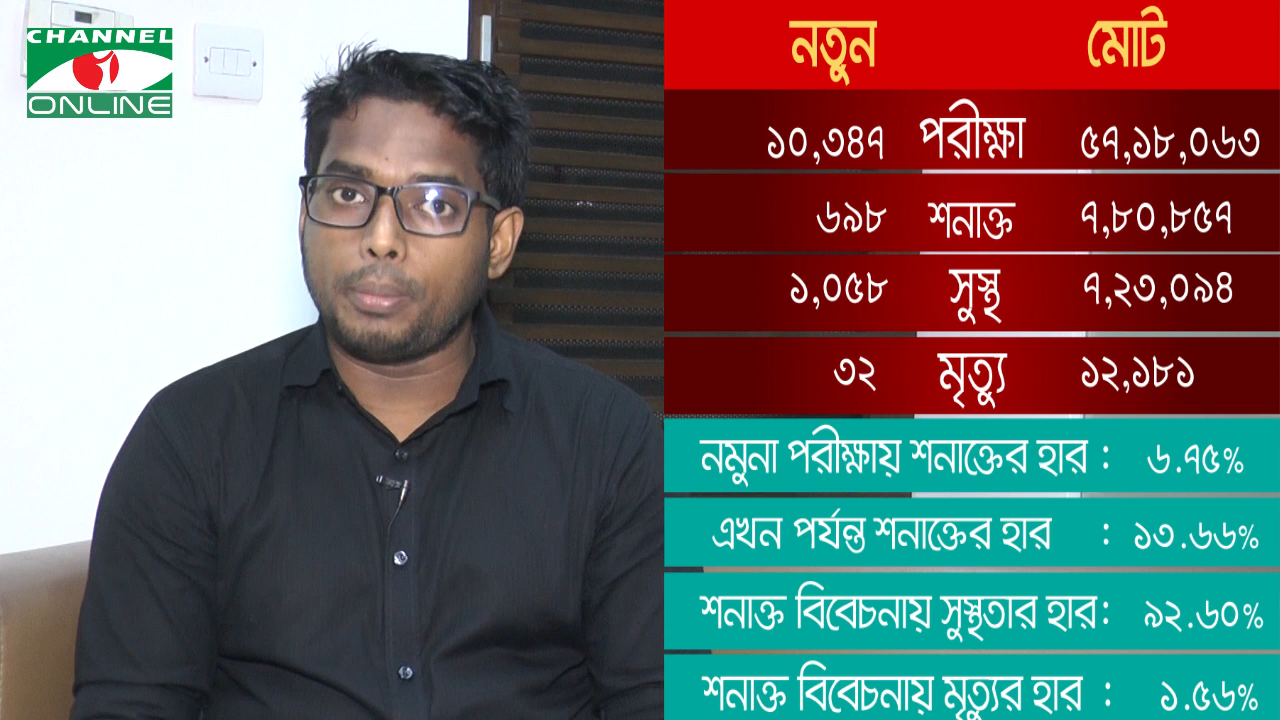 CHANNEL
i
ONLINE
নতুন মোট
১০,৩৪৭ পরীক্ষা ৫৭,১৮,০৬৩
৬৯৮ শনাক্ত ৭,৮০,৮৫৭
১,০৫৮ সুস্থ ৭,২৩,০৯৪
৩২ মৃত্যু ১২,১৮১
নমুনা পরীক্ষায় শনাক্তের হার : ৬.৭৫%
এখন পর্যন্ত শনাক্তের হার : ১৩.৬৬%
শনাক্ত বিবেচনায় সুস্থতার হার: ৯২.৬০%
শনাক্ত বিবেচনায় মৃত্যুর হার : ১.৫৬%